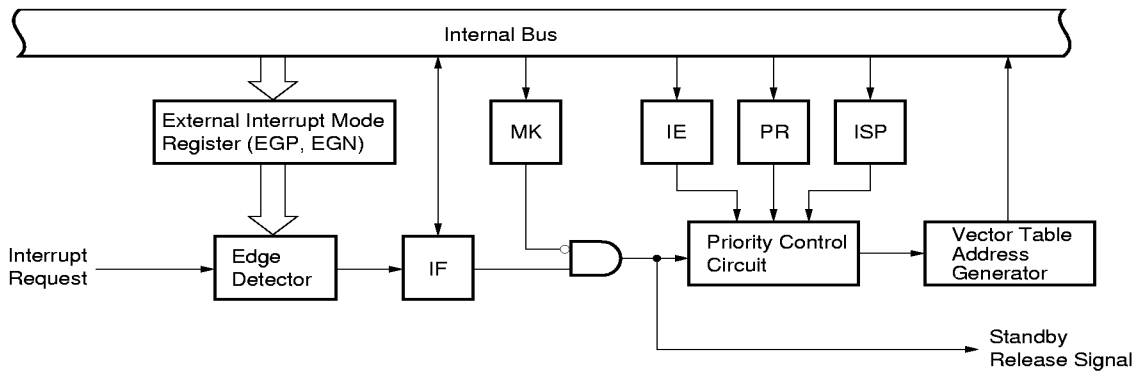 Internal Bus
External Interrupt Mode
Register (EGP, EGN)
MK
IE
PR
ISP
Interrupt
Request
Edge
Detector
IF
Priority Control
Circuit
Vector Table
Address
Generator
Standby
Release Signal